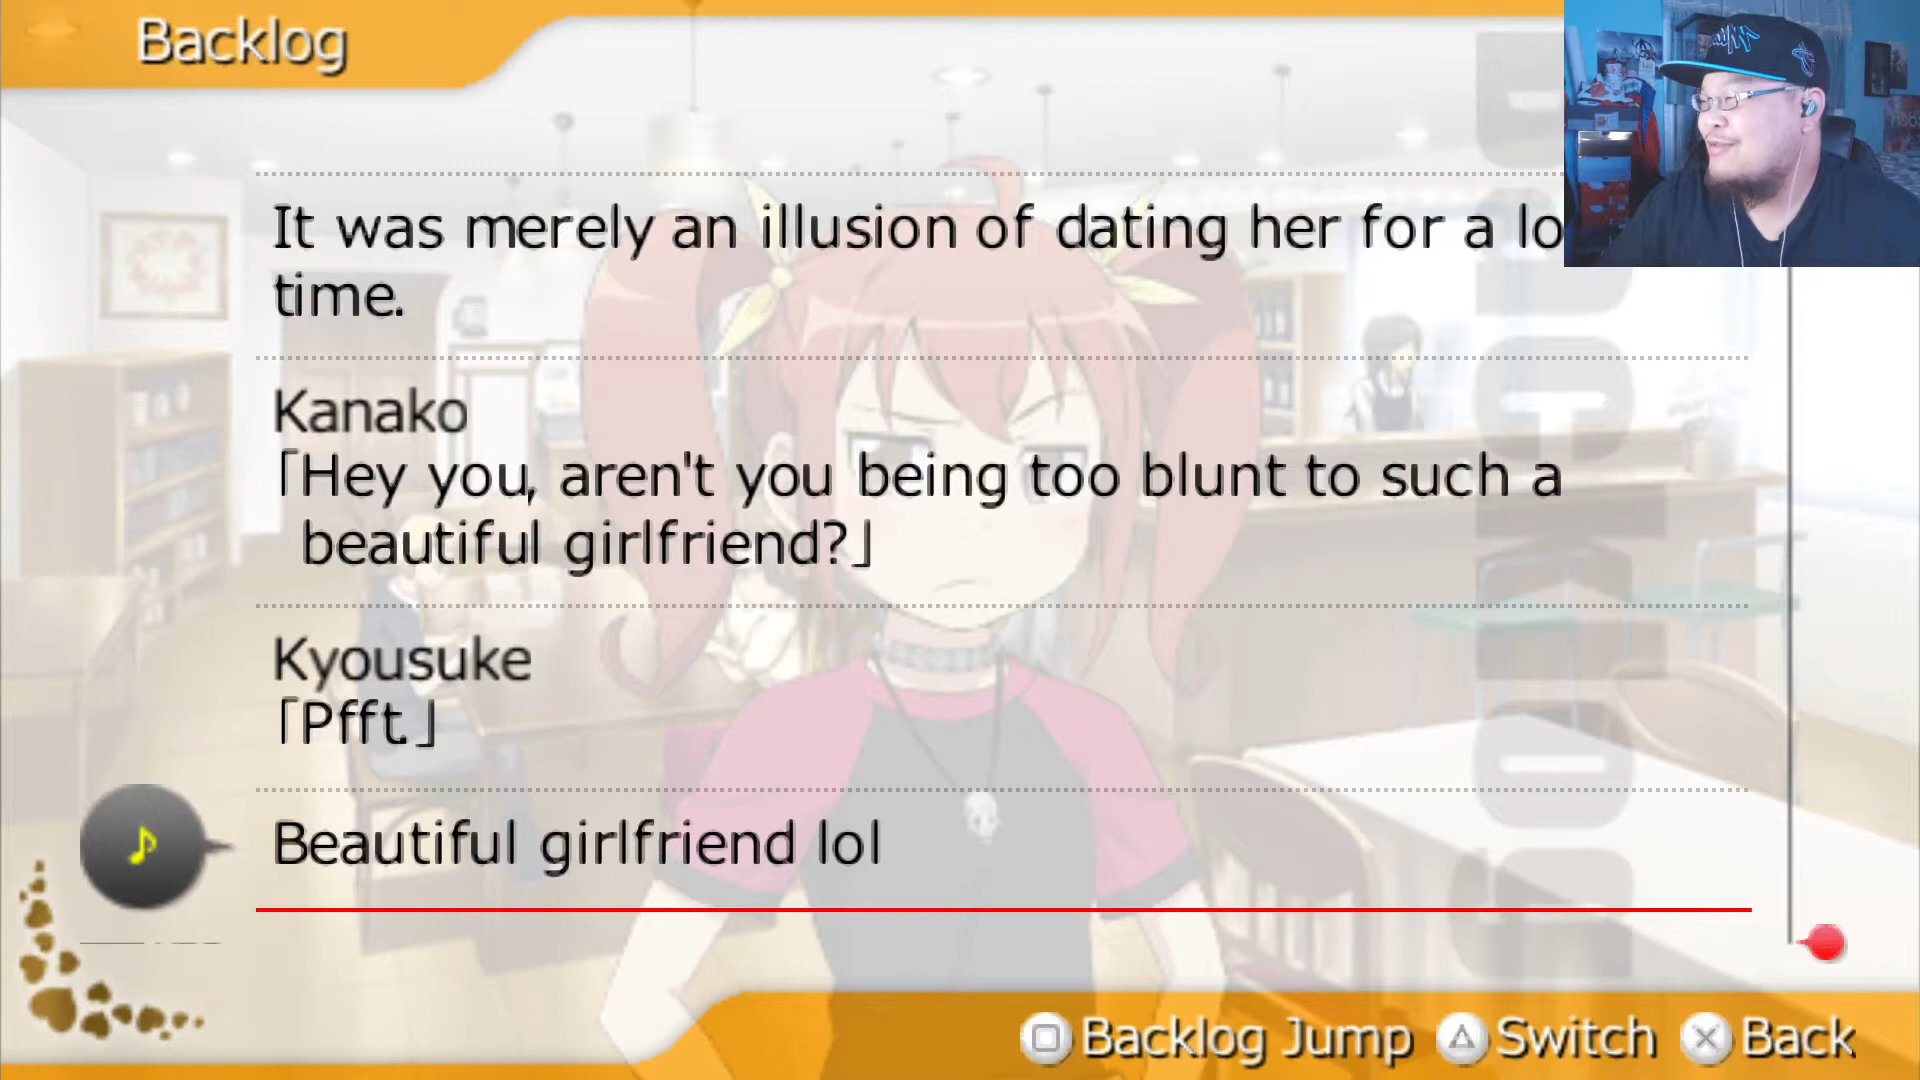 Backlog
It was merely an illusion of dating her for a lo
time.
Kanako
「Hey you, aren't you being too blunt to such a
beautiful girlfriend?」
Kyousuke
「Pfft.」
Beautiful girlfriend lol
Backlog Jump Switch Back